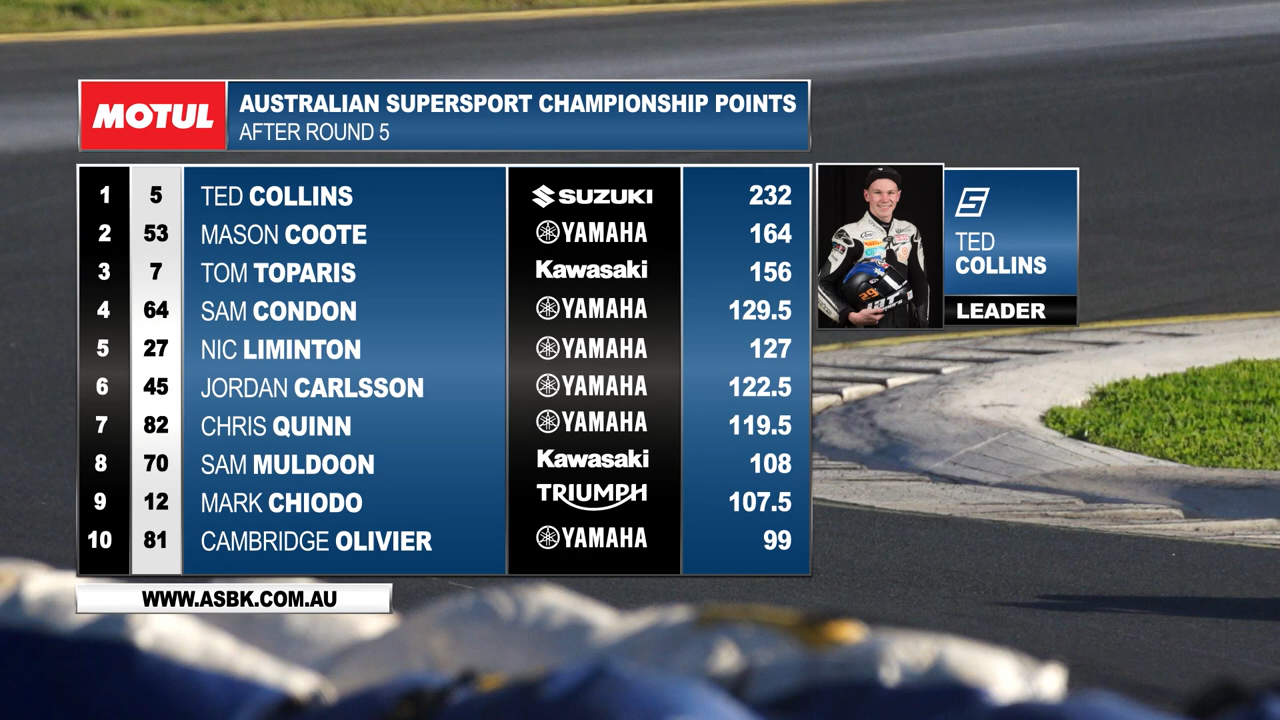 MOTUL
AUSTRALIAN SUPERSPORT CHAMPIONSHIP POINTS
AFTER ROUND 5
1 5 TED COLLINS SUZUKI 232
2 53 MASON COOTE YAMAHA 164
3 7 TOM TOPARIS Kawasaki 156
4 64 SAM CONDON YAMAHA 129.5
5 27 NIC LIMINTON YAMAHA 127
6 45 JORDAN CARLSSON YAMAHA 122.5
7 82 CHRIS QUINN YAMAHA 119.5
8 70 SAM MULDOON Kawasaki 108
9 12 MARK CHIODO TRIUMPH 107.5
10 81 CAMBRIDGE OLIVIER YAMAHA 99
5
TED
COLLINS
LEADER
WWW.ASBK.COM.AU